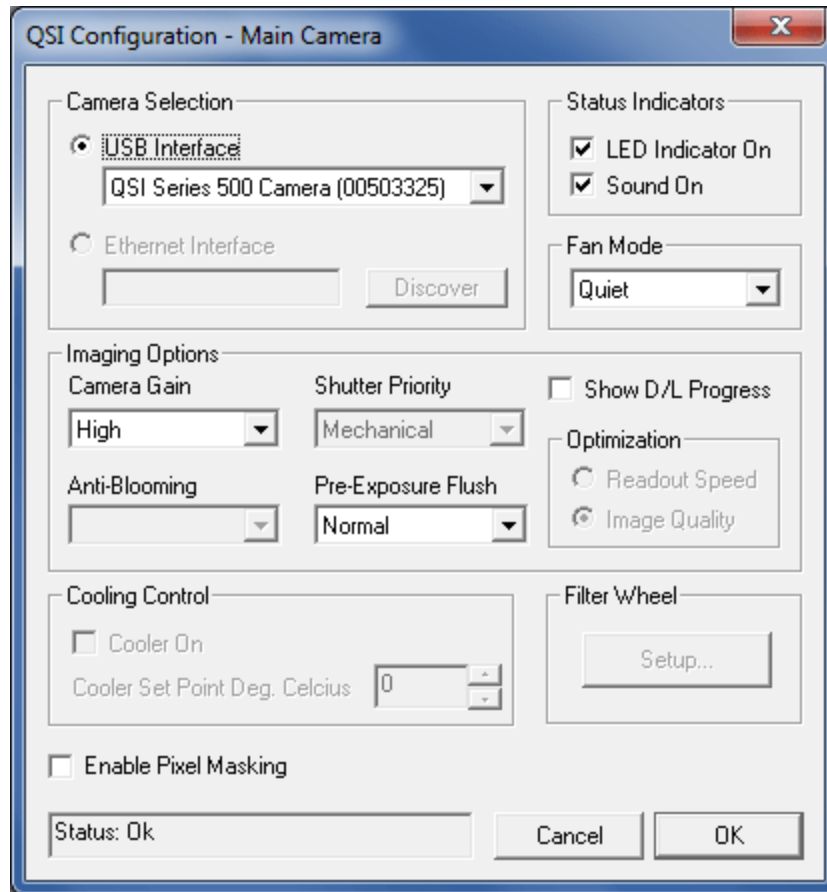 QSI Configuration - Main Camera
Camera Selection
USB Interface
QSI Series 500 Camera (00503325)
Ethernet Interface
Discover
Status Indicators
LED Indicator On
Sound On
Fan Mode
Quiet
Imaging Options
Camera Gain
High
Shutter Priority
Mechanical
Anti-Blooming
Pre-Exposure Flush
Normal
Show D/L Progress
Optimization
Readout Speed
Image Quality
Cooling Control
Cooler On
Cooler Set Point Deg. Celcius
0
Filter Wheel
Setup...
Enable Pixel Masking
Status: Ok
Cancel
OK